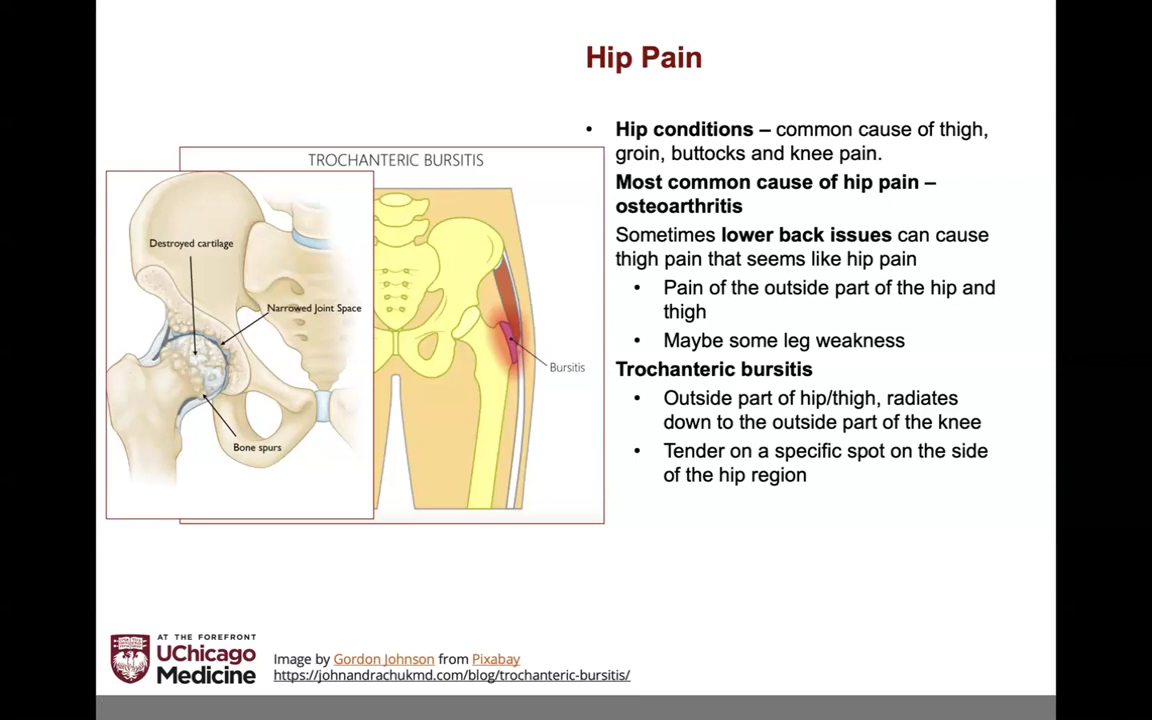 Hip Pain
• Hip conditions – common cause of thigh,
groin, buttocks and knee pain.
Most common cause of hip pain –
osteoarthritis
Sometimes lower back issues can cause
thigh pain that seems like hip pain
• Pain of the outside part of the hip and
thigh
• Maybe some leg weakness
Trochanteric bursitis
• Outside part of hip/thigh, radiates
down to the outside part of the knee
• Tender on a specific spot on the side
of the hip region
TROCHANTERIC BURSITIS
Destroyed cartilage
Narrowed Joint Space
Bone spurs
Bursitis
AT THE FOREFRONT
UChicago
Medicine
Image by Gordon Johnson from Pixabay
https://johnandrachukmd.com/blog/trochanteric-bursitis/